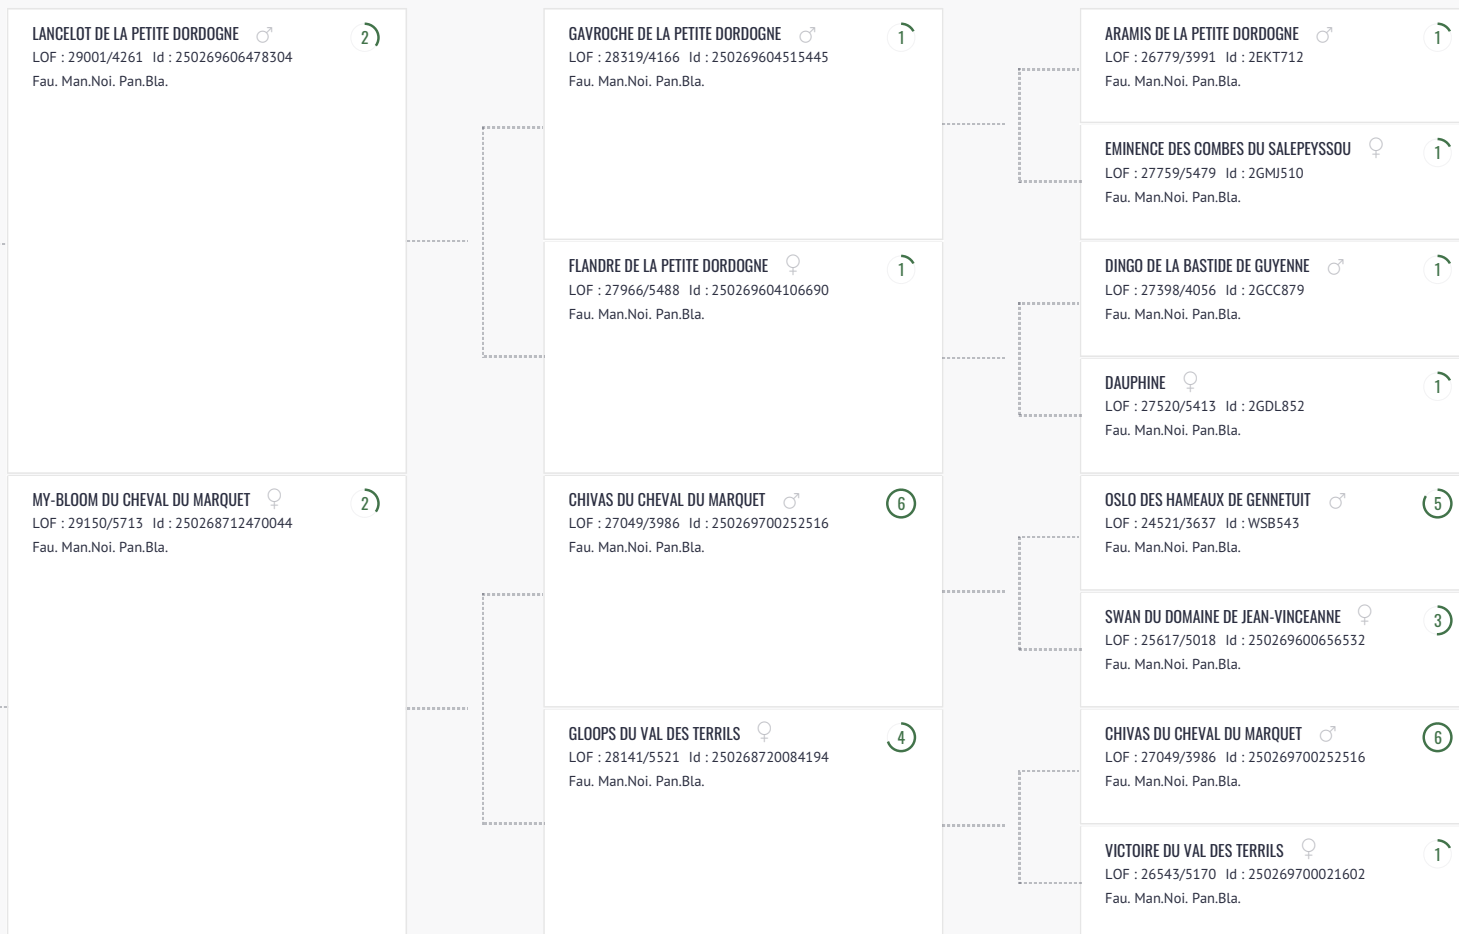 LANCELOT DE LA PETITE DORDOGNE ♂ 2
LOF : 29001/4261 Id : 250269606478304
Fau. Man.Noi. Pan.Bla.
MY-BLOOM DU CHEVAL DU MARQUET ♀ 2
LOF : 29150/5713 Id : 250268712470044
Fau. Man.Noi. Pan.Bla.
GAVROCHE DE LA PETITE DORDOGNE ♂ 1
LOF : 28319/4166 Id : 250269604515445
Fau. Man.Noi. Pan.Bla.
FLANDRE DE LA PETITE DORDOGNE ♀ 1
LOF : 27966/5488 Id : 250269604106690
Fau. Man.Noi. Pan.Bla.
CHIVAS DU CHEVAL DU MARQUET ♂ 6
LOF : 27049/3986 Id : 250269700252516
Fau. Man.Noi. Pan.Bla.
GLOOPS DU VAL DES TERRILS ♀ 4
LOF : 28141/5521 Id : 250268720084194
Fau. Man.Noi. Pan.Bla.
ARAMIS DE LA PETITE DORDOGNE ♂ 1
LOF : 26779/3991 Id : 2EKT712
Fau. Man.Noi. Pan.Bla.
EMINENCE DES COMBES DU SALEPEYSSOU ♀ 1
LOF : 27759/5479 Id : 2GMJ510
Fau. Man.Noi. Pan.Bla.
DINGO DE LA BASTIDE DE GUYENNE ♂ 1
LOF : 27398/4056 Id : 2GCC879
Fau. Man.Noi. Pan.Bla.
DAUPHINE ♀ 1
LOF : 27520/5413 Id : 2GDL852
Fau. Man.Noi. Pan.Bla.
OSLO DES HAMEAUX DE GENNETUIT ♂ 5
LOF : 24521/3637 Id : WSB543
Fau. Man.Noi. Pan.Bla.
SWAN DU DOMAINE DE JEAN-VINCEANNE ♀ 3
LOF : 25617/5018 Id : 250269600656532
Fau. Man.Noi. Pan.Bla.
CHIVAS DU CHEVAL DU MARQUET ♂ 6
LOF : 27049/3986 Id : 250269700252516
Fau. Man.Noi. Pan.Bla.
VICTOIRE DU VAL DES TERRILS ♀ 1
LOF : 26543/5170 Id : 250269700021602
Fau. Man.Noi. Pan.Bla.